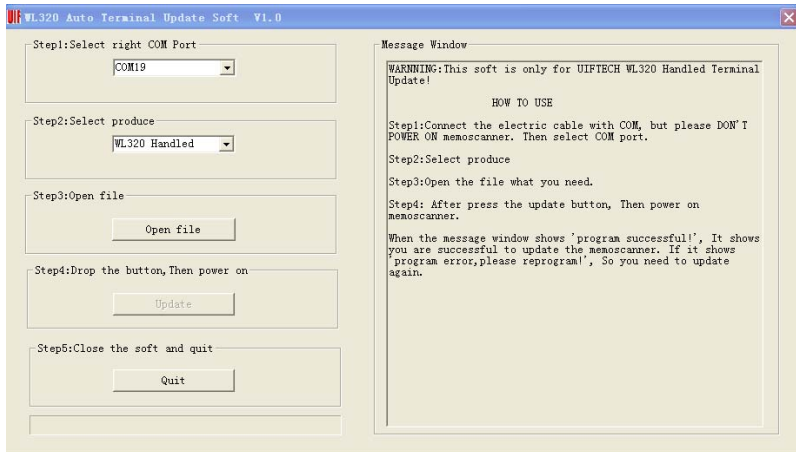 UIF WL320 Auto Terminal Update Soft V1.0
Step1:Select right COM Port
COM19
Step2:Select produce
WL320 Handled
Step3:Open file
Open file
Step4:Drop the button,Then power on
Update
Step5:Close the soft and quit
Quit
Message Window
WARNNING:This soft is only for UIFTECH WL320 Handled Terminal
Update!
HOW TO USE
Step1:Connect the electric cable with COM, but please DON'T
POWER ON memoscanner. Then select COM port.
Step2:Select produce
Step3:Open the file what you need.
Step4: After press the update button, Then power on
memoscanner.
When the message window shows 'program successful!', It shows
you are successful to update the memoscanner. If it shows
'program error,please reprogram!', So you need to update
again.